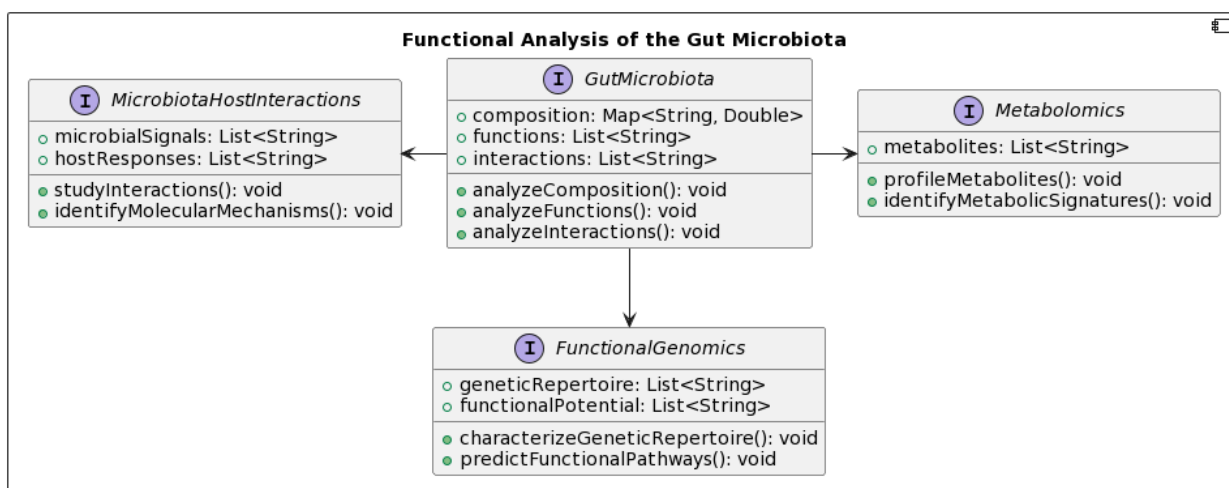 Functional Analysis of the Gut Microbiota
I MicrobiotaHostInteractions
microbialSignals: List<String>
hostResponses: List<String>
studyInteractions(): void
identifyMolecularMechanisms(): void
I GutMicrobiota
composition: Map<String, Double>
functions: List<String>
interactions: List<String>
analyzeComposition(): void
analyzeFunctions(): void
analyzeInteractions(): void
I Metabolomics
metabolites: List<String>
profileMetabolites(): void
identifyMetabolicSignatures(): void
I FunctionalGenomics
geneticRepertoire: List<String>
functionalPotential: List<String>
characterizeGeneticRepertoire(): void
predictFunctionalPathways(): void